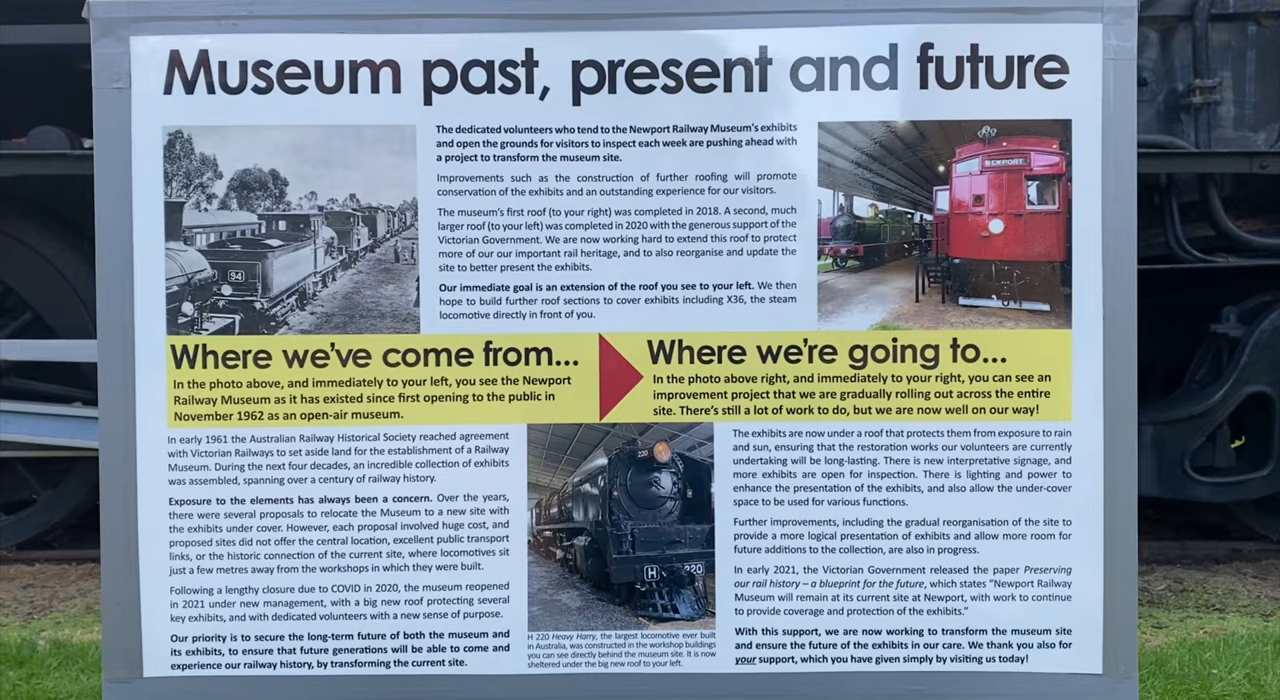 Museum past, present and future
The dedicated volunteers who tend to the Newport Railway Museum's exhibits
and open the grounds for visitors to inspect each week are pushing ahead with
a project to transform the museum site.
Improvements such as the construction of further roofing will promote
conservation of the exhibits and an outstanding experience for our visitors.
The museum's first roof (to your right) was completed in 2018. A second, much
larger roof (to your left) was completed in 2020 with the generous support of the
Victorian Government. We are now working hard to extend this roof to protect
more of our our important rail heritage, and to also reorganise and update the
site to better present the exhibits.
Our immediate goal is an extension of the roof you see to your left. We then
hope to build further roof sections to cover exhibits including X36, the steam
locomotive directly in front of you.
94
NEWPORT
Where we've come from...
In the photo above, and immediately to your left, you see the Newport
Railway Museum as it has existed since first opening to the public in
November 1962 as an open-air museum.
Where we're going to...
In the photo above right, and immediately to your right, you can see an
improvement project that we are gradually rolling out across the entire
site. There's still a lot of work to do, but we are now well on our way!
In early 1961 the Australian Railway Historical Society reached agreement
with Victorian Railways to set aside land for the establishment of a Railway
Museum. During the next four decades, an incredible collection of exhibits
was assembled, spanning over a century of railway history.
Exposure to the elements has always been a concern. Over the years,
there were several proposals to relocate the Museum to a new site with
the exhibits under cover. However, each proposal involved huge cost, and
proposed sites did not offer the central location, excellent public transport
links, or the historic connection of the current site, where locomotives sit
just a few metres away from the workshops in which they were built.
Following a lengthy closure due to COVID in 2020, the museum reopened
in 2021 under new management, with a big new roof protecting several
key exhibits, and with dedicated volunteers with a new sense of purpose.
Our priority is to secure the long-term future of both the museum and
its exhibits, to ensure that future generations will be able to come and
experience our railway history, by transforming the current site.
220
H 220
H 220 Heavy Harry, the largest locomotive ever built
in Australia, was constructed in the workshop buildings
you can see directly behind the museum site. It is now
sheltered under the big new roof to your left.
The exhibits are now under a roof that protects them from exposure to rain
and sun, ensuring that the restoration works our volunteers are currently
undertaking will be long-lasting. There is new interpretative signage, and
more exhibits are open for inspection. There is lighting and power to
enhance the presentation of the exhibits, and also allow the under-cover
space to be used for various functions.
Further improvements, including the gradual reorganisation of the site to
provide a more logical presentation of exhibits and allow more room for
future additions to the collection, are also in progress.
In early 2021, the Victorian Government released the paper Preserving
our rail history – a blueprint for the future, which states "Newport Railway
Museum will remain at its current site at Newport, with work to continue
to provide coverage and protection of the exhibits."
With this support, we are now working to transform the museum site
and ensure the future of the exhibits in our care. We thank you also for
your support, which you have given simply by visiting us today!